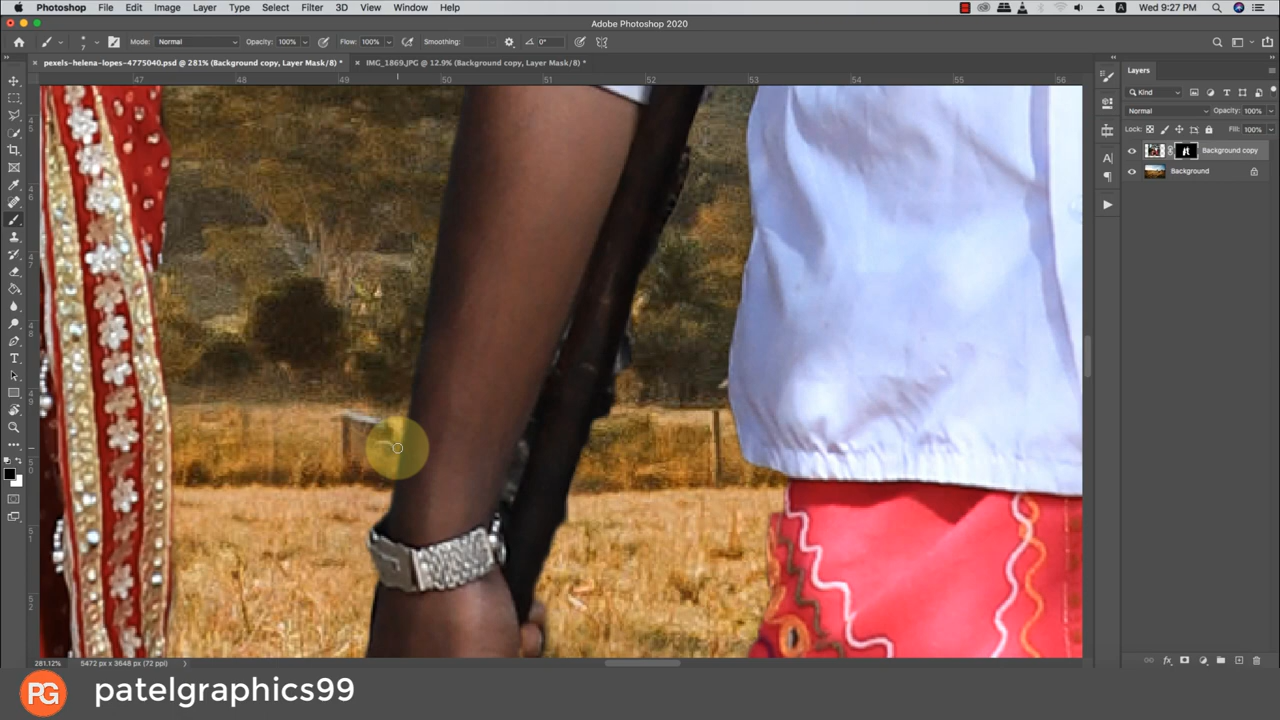 Photoshop File Edit Image Layer Type Select Filter 3D View Window Help
Wed 9:27 PM
Adobe Photoshop 2020
Mode: Normal Opacity: 100% Flow: 100% Smoothing: 0°
pexels-helena-lopes-4775040.psd @ 281% (Background copy, Layer Mask/8) *
IMG_1869.JPG @ 12.9% (Background copy, Layer Mask/8) *
47 48 49 50 51 52 53 54 55 56
Layers
Kind
Normal Opacity: 100%
Lock: Fill: 100%
Background copy
Background
281.12% 5472 px x 3648 px (72 ppi)
PG patelgraphics99